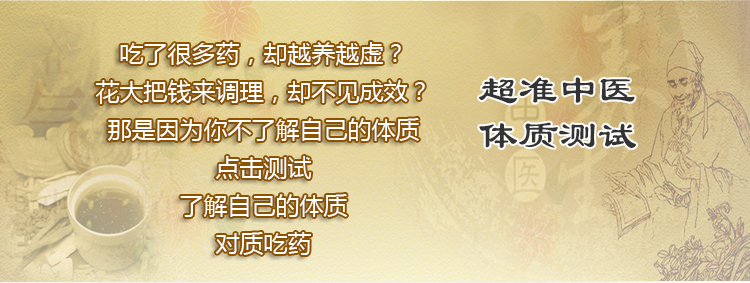 吃了很多药，却越养越虚？
花大把钱来调理，却不见成效？
那是因为你不了解自己的体质
点击测试
了解自己的体质
对质吃药
超准中医
体质测试
中
医